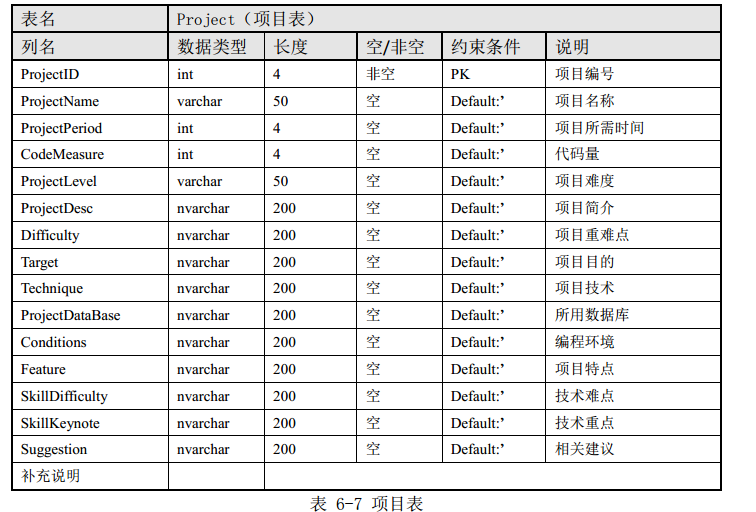 表名 Project（项目表）
列名 数据类型 长度 空/非空 约束条件 说明
ProjectID int 4 非空 PK 项目编号
ProjectName varchar 50 空 Default:’ 项目名称
ProjectPeriod int 4 空 Default:’ 项目所需时间
CodeMeasure int 4 空 Default:’ 代码量
ProjectLevel varchar 50 空 Default:’ 项目难度
ProjectDesc nvarchar 200 空 Default:’ 项目简介
Difficulty nvarchar 200 空 Default:’ 项目重难点
Target nvarchar 200 空 Default:’ 项目目的
Technique nvarchar 200 空 Default:’ 项目技术
ProjectDataBase nvarchar 200 空 Default:’ 所用数据库
Conditions nvarchar 200 空 Default:’ 编程环境
Feature nvarchar 200 空 Default:’ 项目特点
SkillDifficulty nvarchar 200 空 Default:’ 技术难点
SkillKeynote nvarchar 200 空 Default:’ 技术重点
Suggestion nvarchar 200 空 Default:’ 相关建议
补充说明
表 6-7 项目表